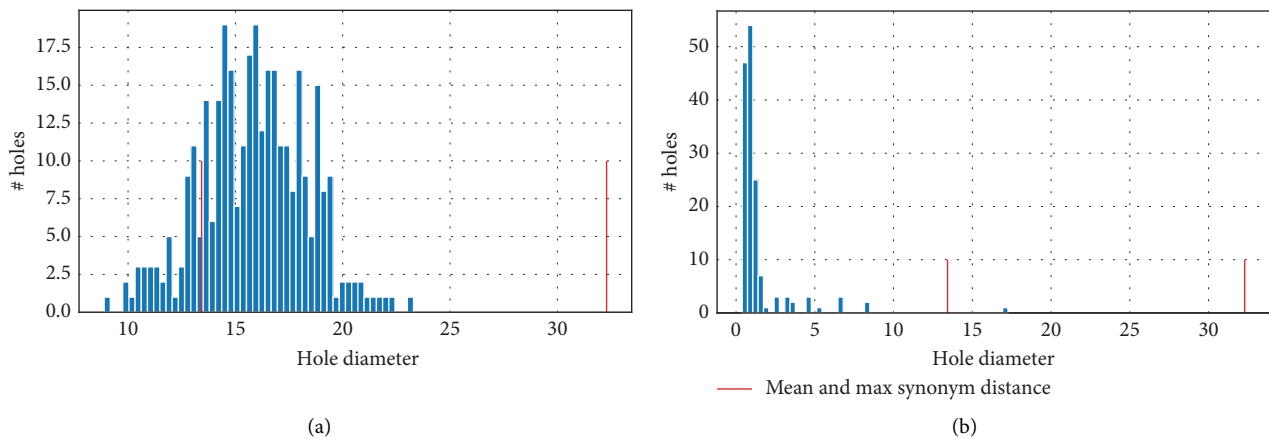 17.5
15.0
12.5
10.0
7.5
5.0
2.5
0.0
# holes
10 15 20 25 30
Hole diameter
(a)
50
40
30
20
10
0
# holes
0 5 10 15 20 25 30
Hole diameter
Mean and max synonym distance
(b)